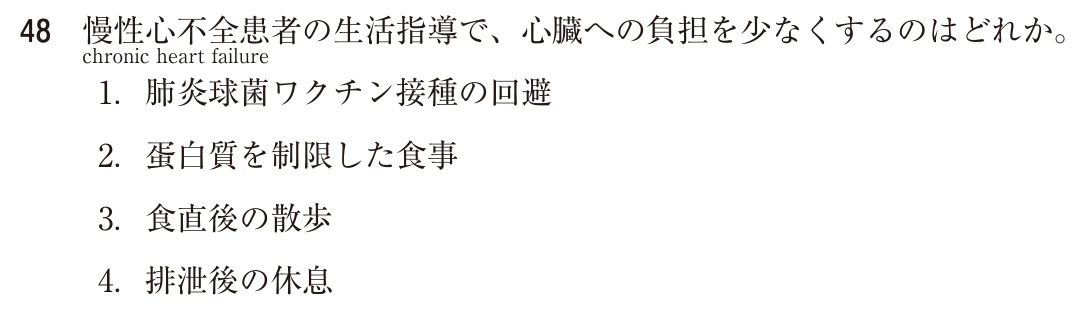 48 慢性心不全患者の生活指導で、心臓への負担を少なくするのはどれか。
chronic heart failure
1. 肺炎球菌ワクチン接種の回避
2. 蛋白質を制限した食事
3. 食直後の散歩
4. 排泄後の休息